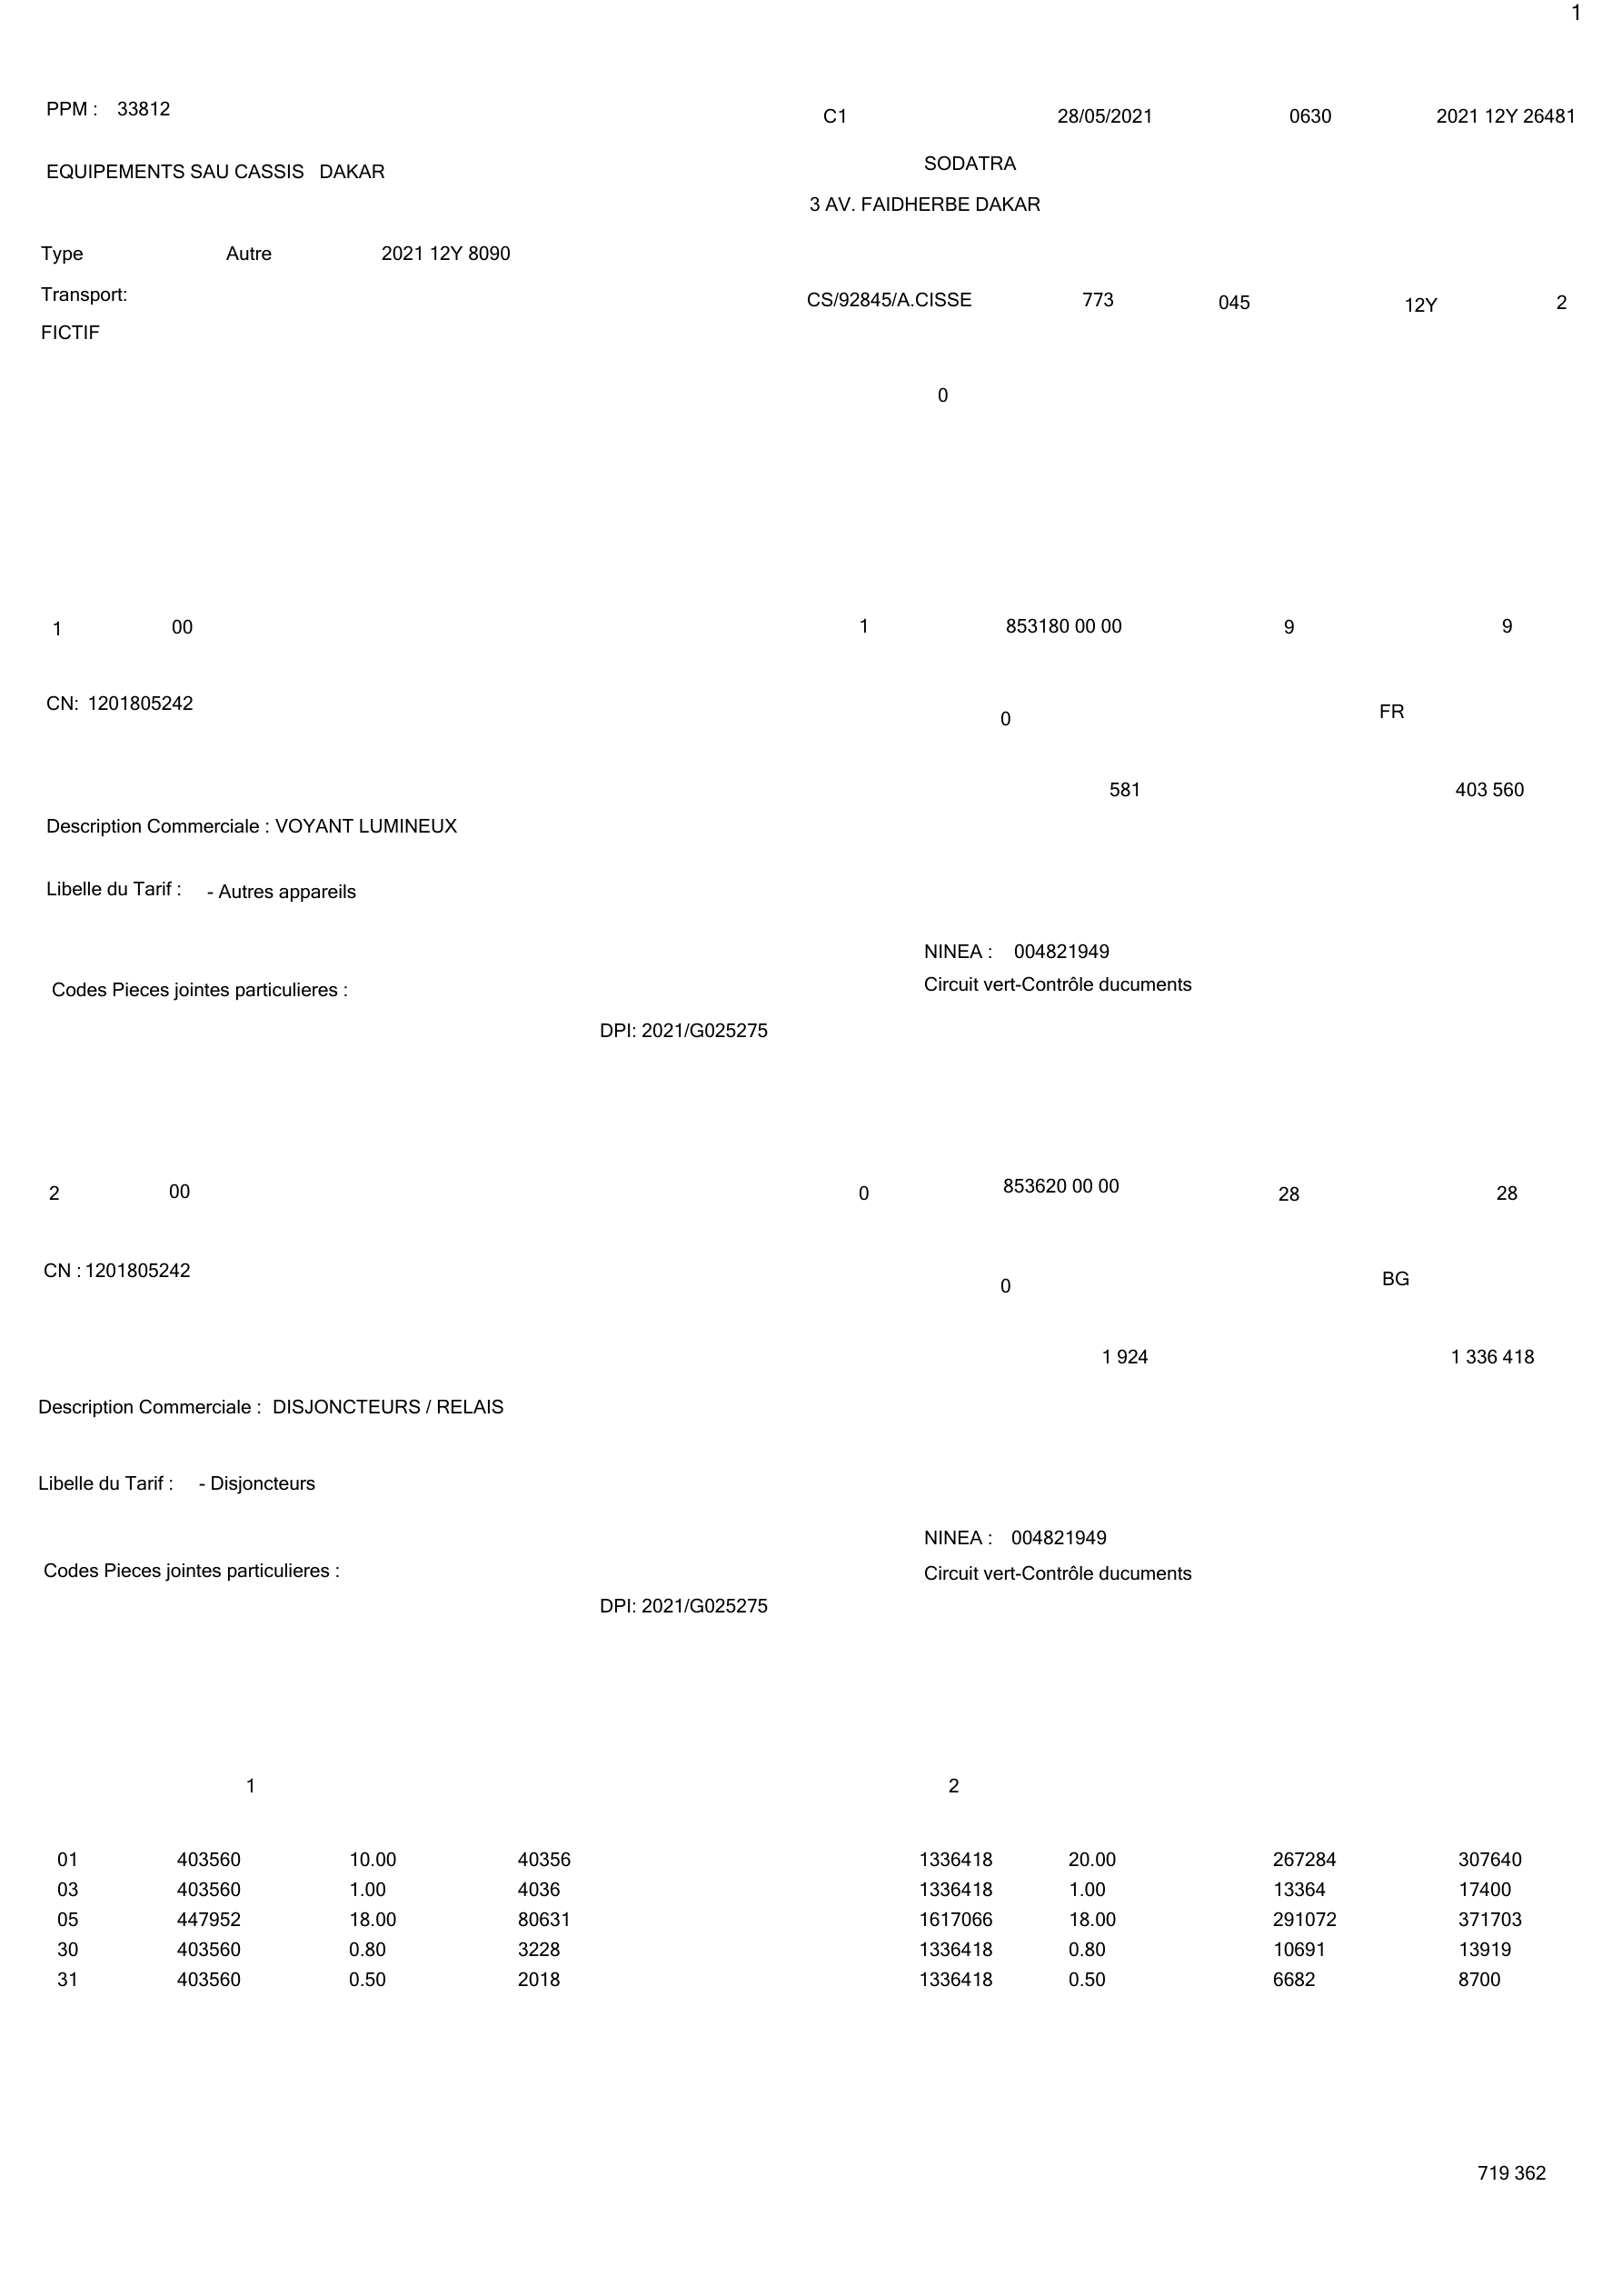 1
PPM : 33812
C1 28/05/2021 0630 2021 12Y 26481
SODATRA
EQUIPEMENTS SAU CASSIS DAKAR
3 AV. FAIDHERBE DAKAR
Type Autre 2021 12Y 8090
Transport:
CS/92845/A.CISSE 773 045 12Y 2
FICTIF
0
1 00 1 853180 00 00 9 9
CN: 1201805242
0 FR
581 403 560
Description Commerciale : VOYANT LUMINEUX
Libelle du Tarif : - Autres appareils
NINEA : 004821949
Codes Pieces jointes particulieres :
Circuit vert-Contrôle ducuments
DPI: 2021/G025275
2 00 0 853620 00 00 28 28
CN : 1201805242
0 BG
1 924 1 336 418
Description Commerciale : DISJONCTEURS / RELAIS
Libelle du Tarif : - Disjoncteurs
NINEA : 004821949
Codes Pieces jointes particulieres :
Circuit vert-Contrôle ducuments
DPI: 2021/G025275
1 2
01 403560 10.00 40356 1336418 20.00 267284 307640
03 403560 1.00 4036 1336418 1.00 13364 17400
05 447952 18.00 80631 1617066 18.00 291072 371703
30 403560 0.80 3228 1336418 0.80 10691 13919
31 403560 0.50 2018 1336418 0.50 6682 8700
719 362